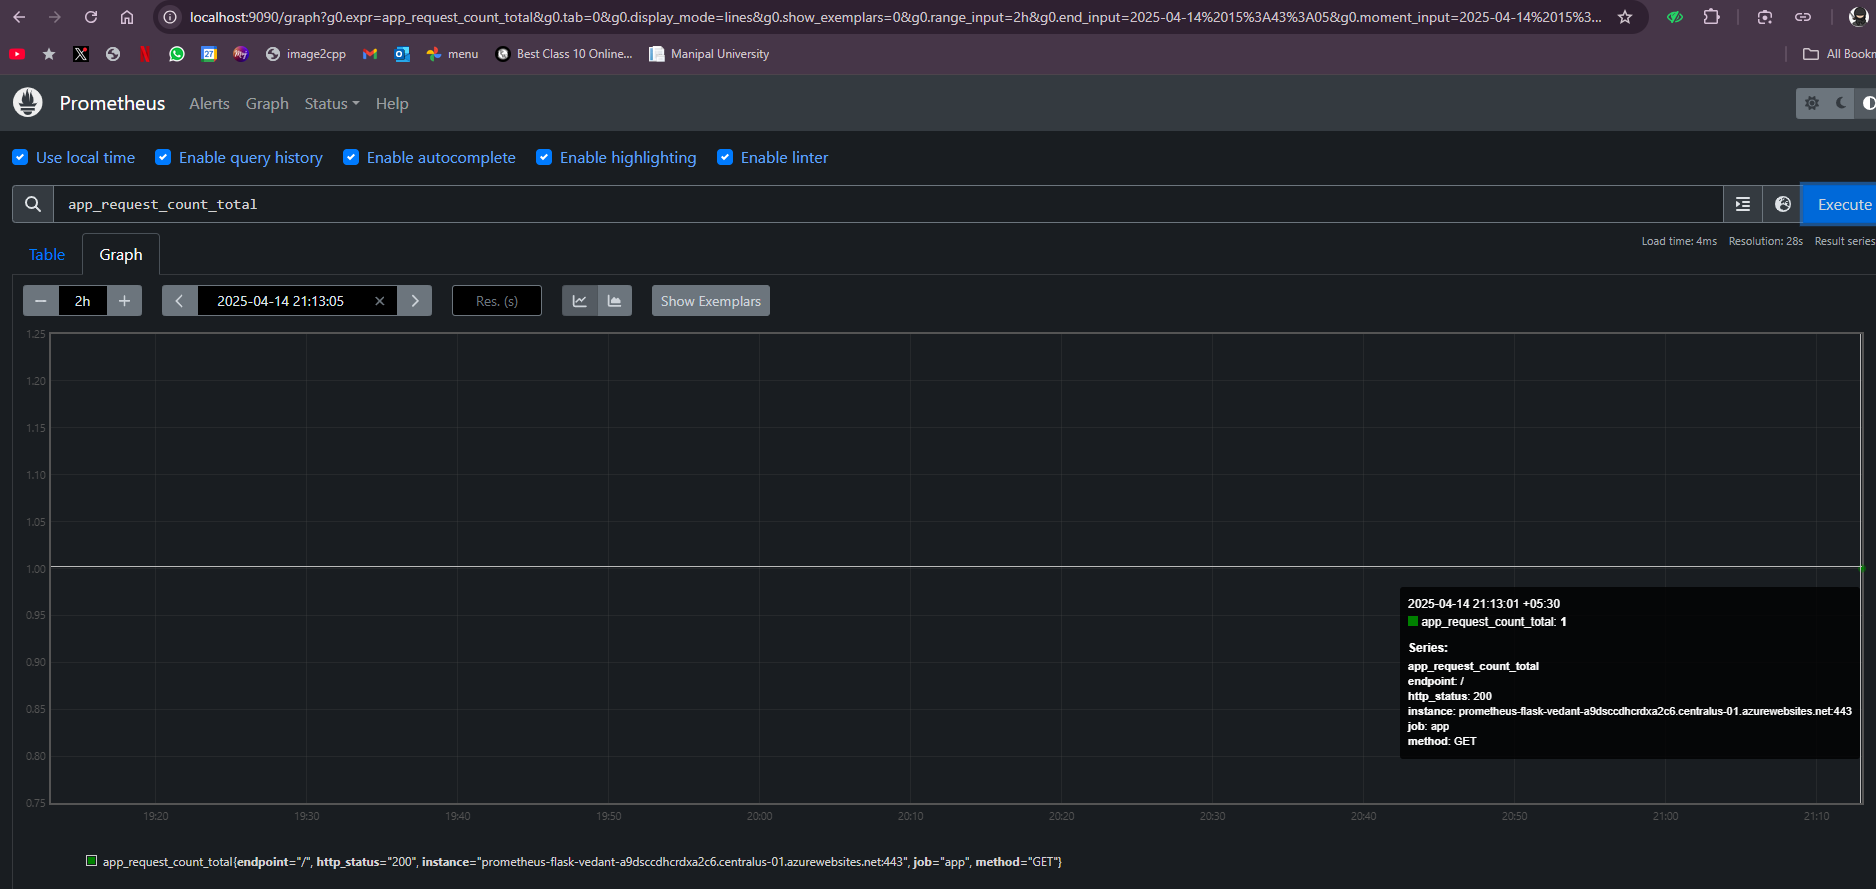 localhost:9090/graph?g0.expr=app_request_count_total&g0.tab=0&g0.display_mode=lines&g0.show_exemplars=0&g0.range_input=2h&g0.end_input=2025-04-14%2015%3A43%3A05&g0.moment_input=2025-04-14%2015%3...
27 My image2cpp menu Best Class 10 Online... Manipal University All Bookm
Prometheus Alerts Graph Status Help
Use local time Enable query history Enable autocomplete Enable highlighting Enable linter
app_request_count_total Execute
Load time: 4ms Resolution: 28s Result series
Table Graph
− 2h + 2025-04-14 21:13:05 × Res. (s) Show Exemplars
1.25
1.20
1.15
1.10
1.05
1.00
0.95
0.90
0.85
0.80
0.75
2025-04-14 21:13:01 +05:30
app_request_count_total: 1
Series:
app_request_count_total
endpoint: /
http_status: 200
instance: prometheus-flask-vedant-a9dsccdhcrdxa2c6.centralus-01.azurewebsites.net:443
job: app
method: GET
19:20 19:30 19:40 19:50 20:00 20:10 20:20 20:30 20:40 20:50 21:00 21:10
app_request_count_total{endpoint="/", http_status="200", instance="prometheus-flask-vedant-a9dsccdhcrdxa2c6.centralus-01.azurewebsites.net:443", job="app", method="GET"}